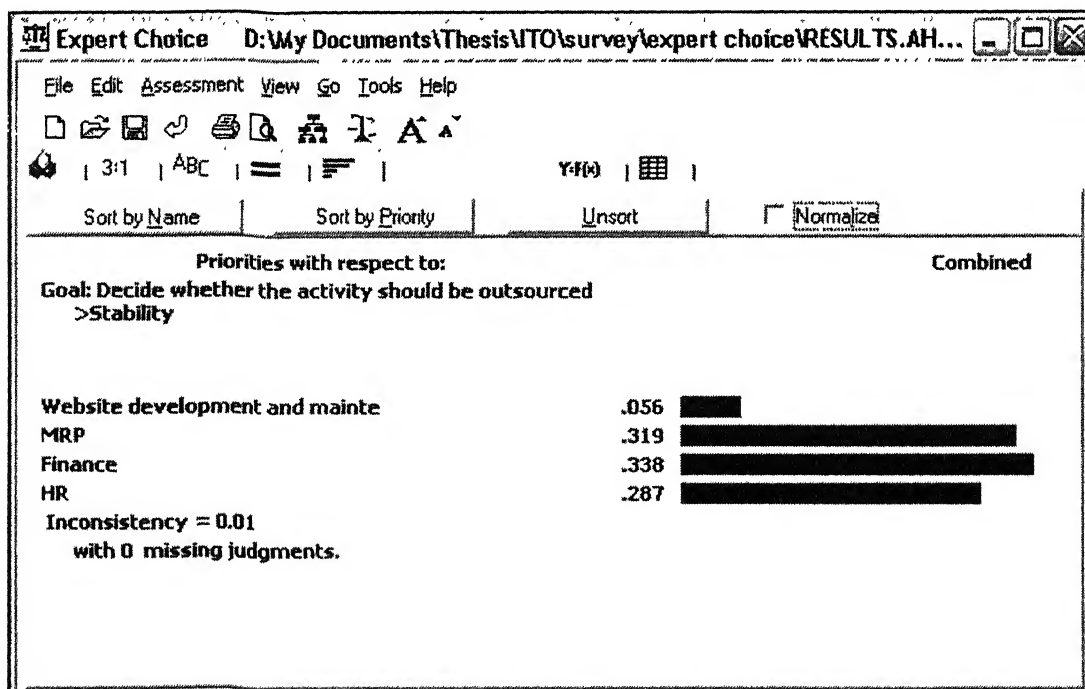 Expert Choice D:\My Documents\Thesis\ITO\survey\expert choice\RESULTS.AH...
File Edit Assessment View Go Tools Help
3:1 ABC Y=F(x)
Sort by Name Sort by Priority Unsort Normalize
Priorities with respect to: Combined
Goal: Decide whether the activity should be outsourced
>Stability
Website development and mainte .056
MRP .319
Finance .338
HR .287
Inconsistency = 0.01
with 0 missing judgments.